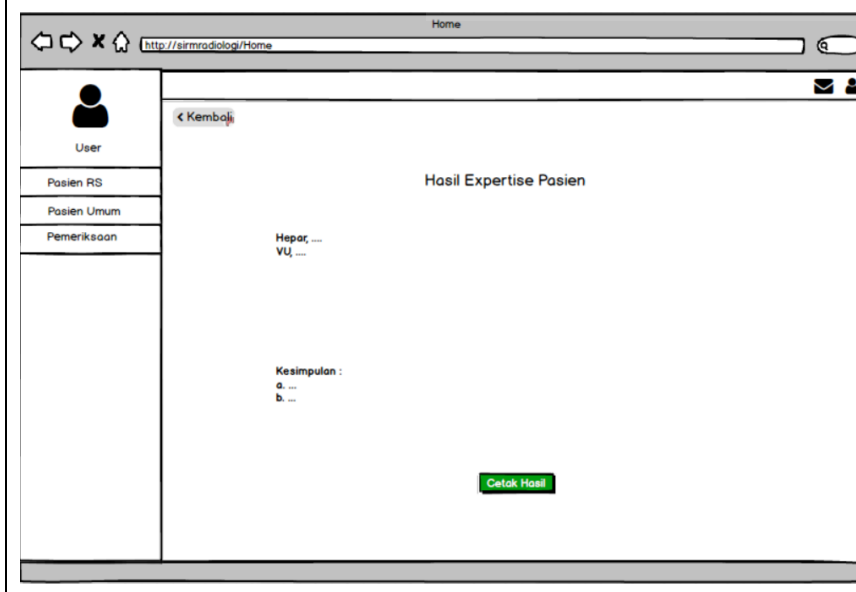 Home
http://sirmradiologi/Home
User
Pasien RS
Pasien Umum
Pemeriksaan
< Kembali
Hasil Expertise Pasien
Hepar, ....
VU, ....
Kesimpulan :
a. ...
b. ...
Cetak Hasil